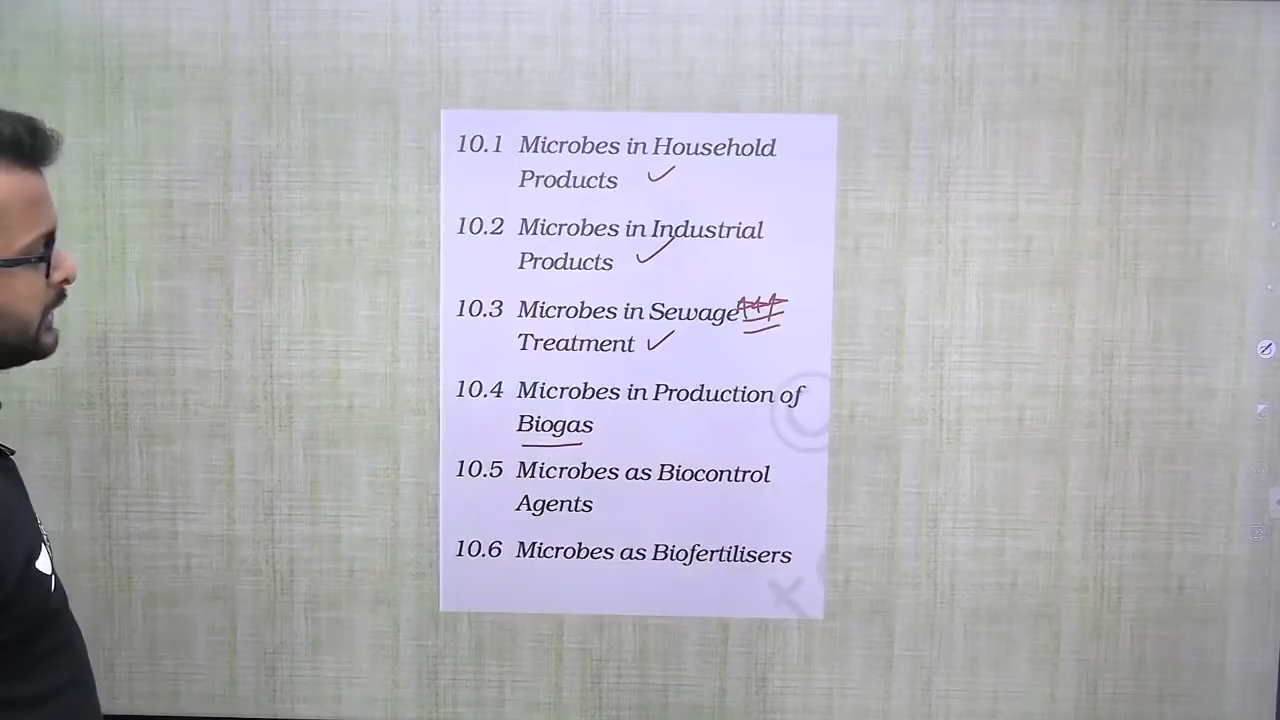 10.1 Microbes in Household
Products
10.2 Microbes in Industrial
Products
10.3 Microbes in Sewage
Treatment
10.4 Microbes in Production of
Biogas
10.5 Microbes as Biocontrol
Agents
10.6 Microbes as Biofertilisers